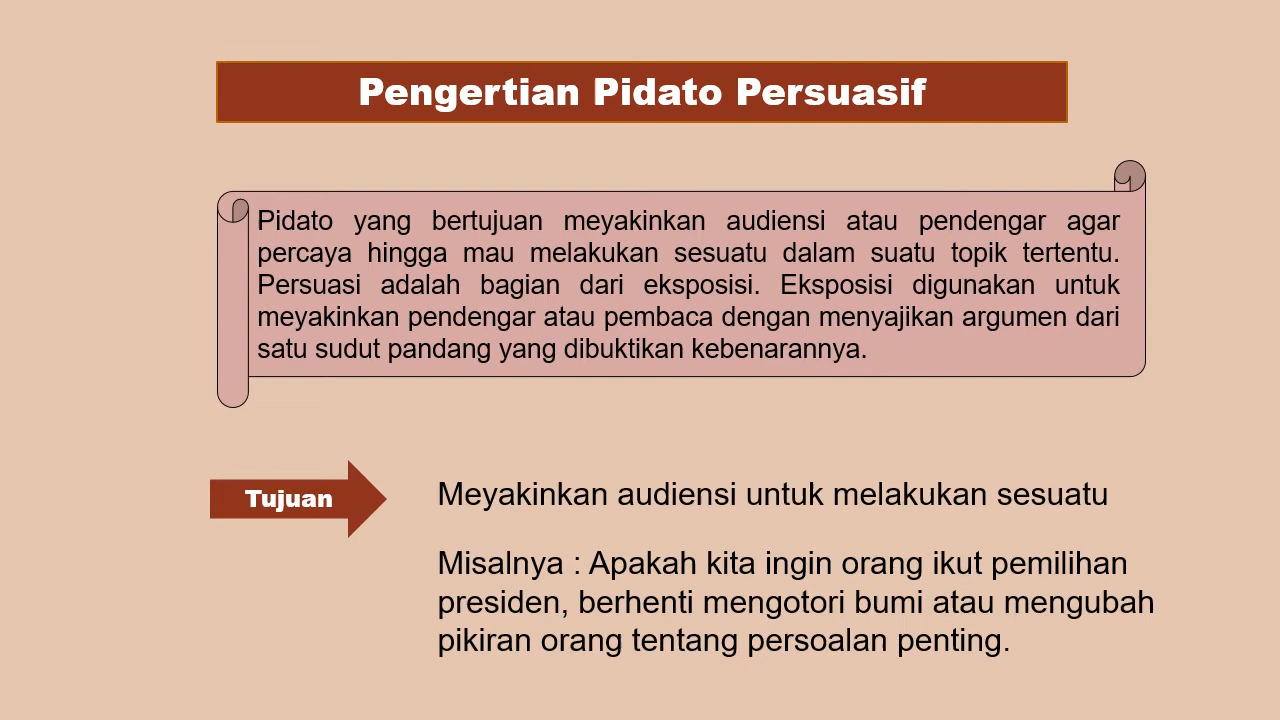 Pengertian Pidato Persuasif
Pidato yang bertujuan meyakinkan audiensi atau pendengar agar
percaya hingga mau melakukan sesuatu dalam suatu topik tertentu.
Persuasi adalah bagian dari eksposisi. Eksposisi digunakan untuk
meyakinkan pendengar atau pembaca dengan menyajikan argumen dari
satu sudut pandang yang dibuktikan kebenarannya.
Tujuan
Meyakinkan audiensi untuk melakukan sesuatu
Misalnya : Apakah kita ingin orang ikut pemilihan
presiden, berhenti mengotori bumi atau mengubah
pikiran orang tentang persoalan penting.